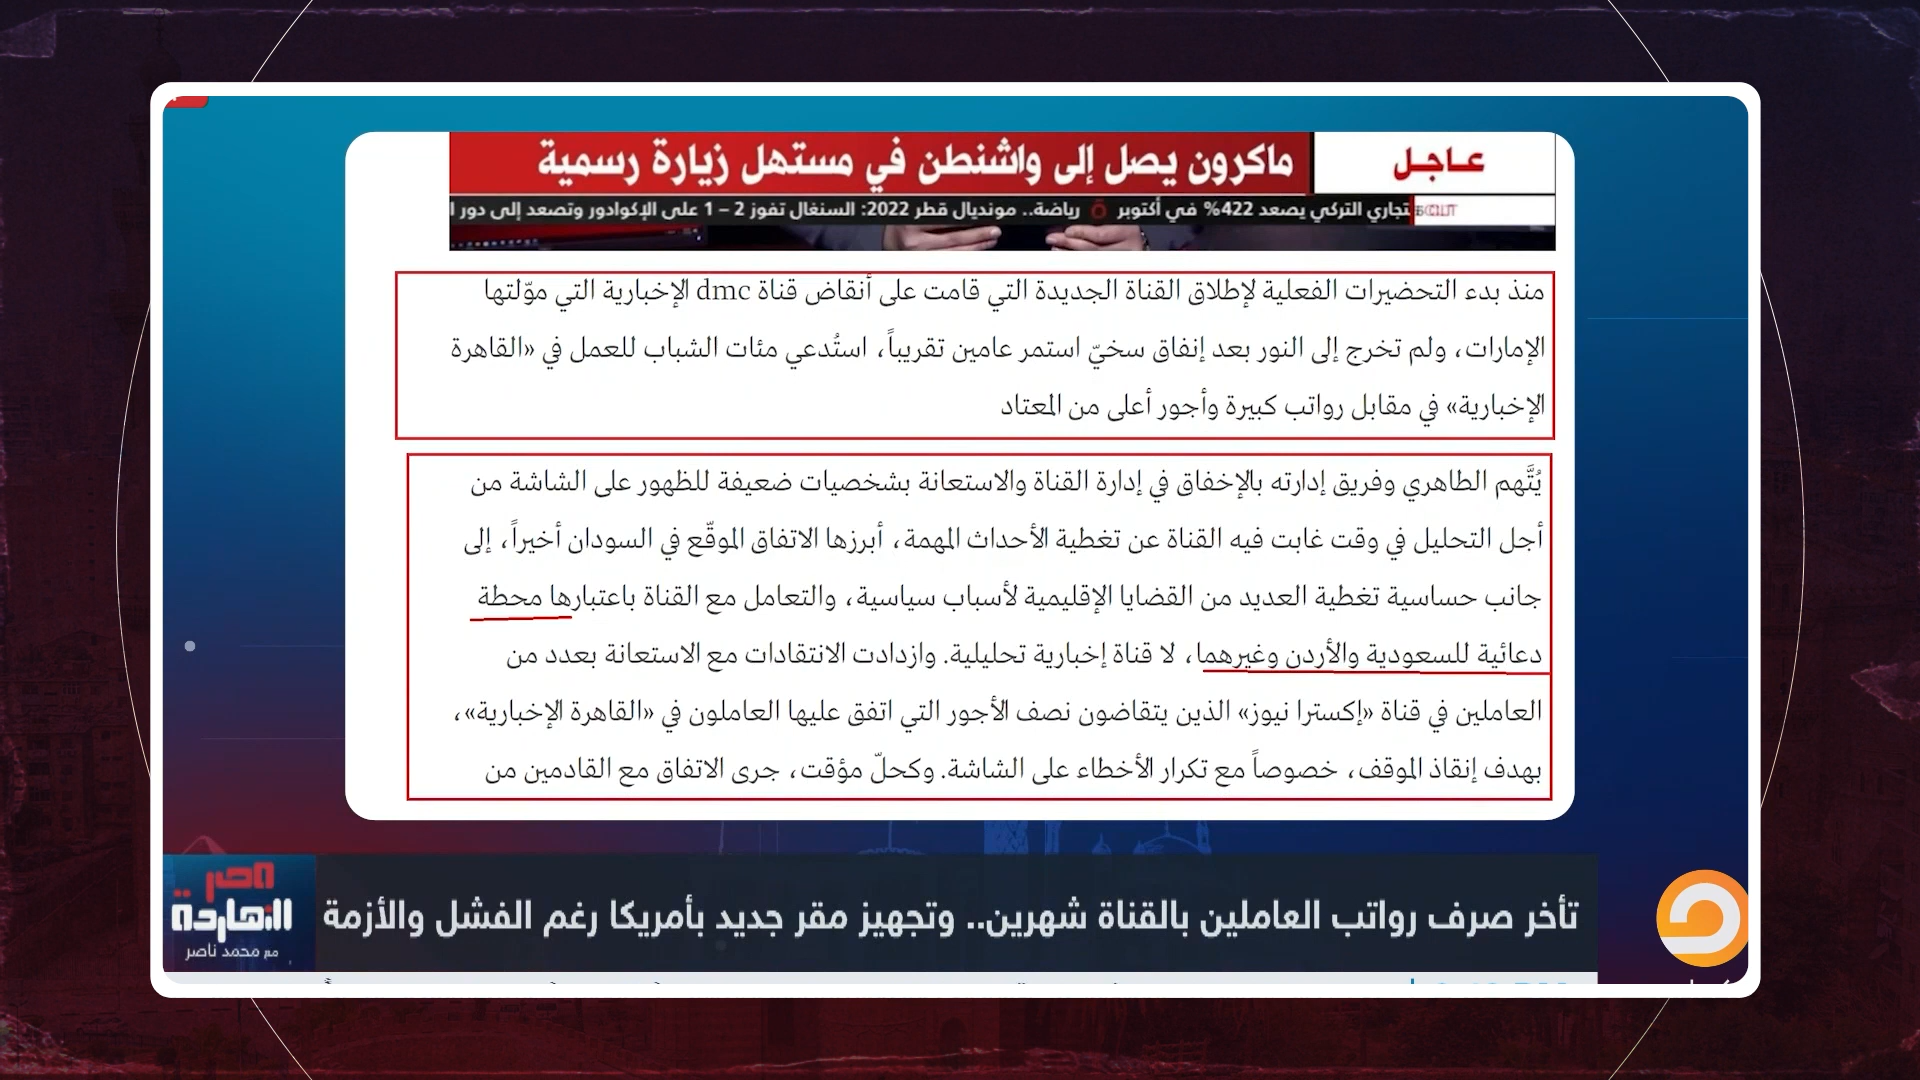 عاجل
ماكرون يصل إلى واشنطن في مستهل زيارة رسمية
لتجاري التركي يصعد 422% في أكتوبر
رياضة.. مونديال قطر 2022: السنغال تفوز 2 – 1 على الإكوادور وتصعد إلى دور
منذ بدء التحضيرات الفعلية لإطلاق القناة الجديدة التي قامت على أنقاض قناة dmc الإخبارية التي موّلتها
الإمارات، ولم تخرج إلى النور بعد إنفاق سخيّ استمر عامين تقريباً، استُدعي مئات الشباب للعمل في «القاهرة
الإخبارية» في مقابل رواتب كبيرة وأجور أعلى من المعتاد
يُتَّهم الطاهري وفريق إدارته بالإخفاق في إدارة القناة والاستعانة بشخصيات ضعيفة للظهور على الشاشة من
أجل التحليل في وقت غابت فيه القناة عن تغطية الأحداث المهمة، أبرزها الاتفاق الموقّع في السودان أخيراً، إلى
جانب حساسية تغطية العديد من القضايا الإقليمية لأسباب سياسية، والتعامل مع القناة باعتبارها محطة
دعائية للسعودية والأردن وغيرهما، لا قناة إخبارية تحليلية. وازدادت الانتقادات مع الاستعانة بعدد من
العاملين في قناة «إكسترا نيوز» الذين يتقاضون نصف الأجور التي اتفق عليها العاملون في «القاهرة الإخبارية»،
بهدف إنقاذ الموقف، خصوصاً مع تكرار الأخطاء على الشاشة. وكحلّ مؤقت، جرى الاتفاق مع القادمين من
تأخر صرف رواتب العاملين بالقناة شهرين.. وتجهيز مقر جديد بأمريكا رغم الفشل والأزمة
مصر
النهاردة
مع محمد ناصر